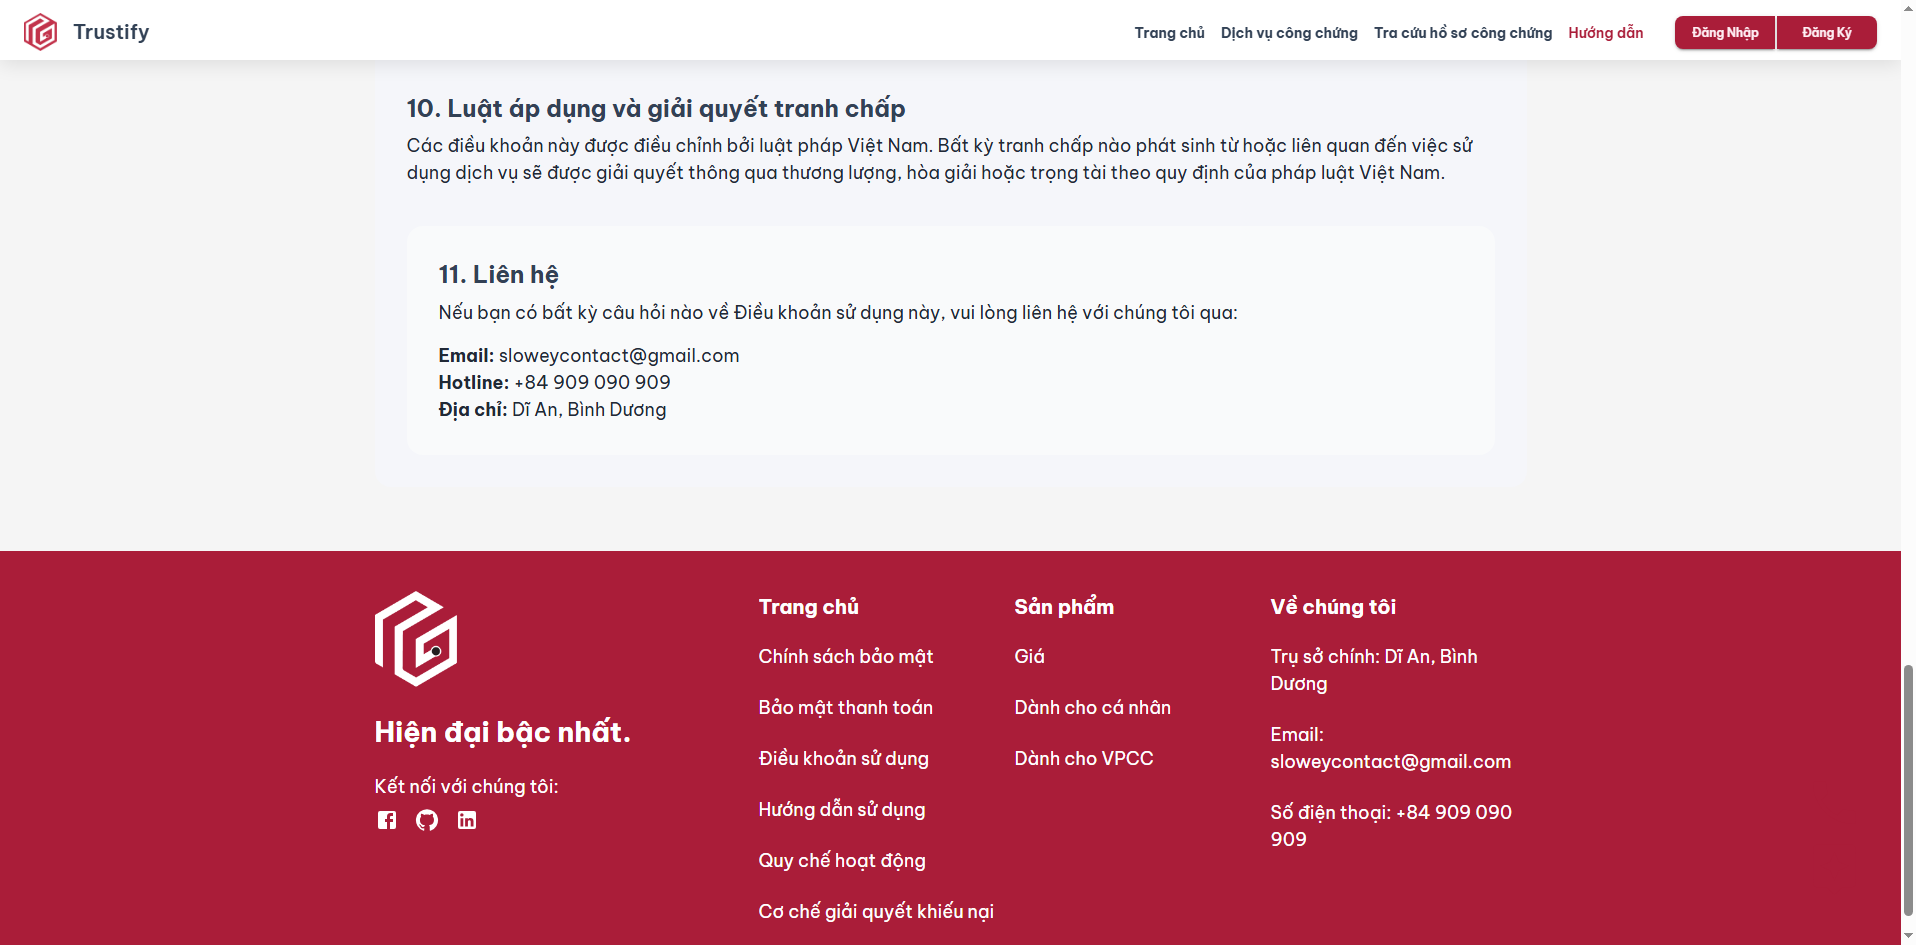 Trustify
Trang chủ
Dịch vụ công chứng
Tra cứu hồ sơ công chứng
Hướng dẫn
Đăng Nhập
Đăng Ký
10. Luật áp dụng và giải quyết tranh chấp
Các điều khoản này được điều chỉnh bởi luật pháp Việt Nam. Bất kỳ tranh chấp nào phát sinh từ hoặc liên quan đến việc sử
dụng dịch vụ sẽ được giải quyết thông qua thương lượng, hòa giải hoặc trọng tài theo quy định của pháp luật Việt Nam.
11. Liên hệ
Nếu bạn có bất kỳ câu hỏi nào về Điều khoản sử dụng này, vui lòng liên hệ với chúng tôi qua:
Email: sloweycontact@gmail.com
Hotline: +84 909 090 909
Địa chỉ: Dĩ An, Bình Dương
Hiện đại bậc nhất.
Kết nối với chúng tôi:
Trang chủ
Chính sách bảo mật
Bảo mật thanh toán
Điều khoản sử dụng
Hướng dẫn sử dụng
Quy chế hoạt động
Cơ chế giải quyết khiếu nại
Sản phẩm
Giá
Dành cho cá nhân
Dành cho VPCC
Về chúng tôi
Trụ sở chính: Dĩ An, Bình
Dương
Email:
sloweycontact@gmail.com
Số điện thoại: +84 909 090
909